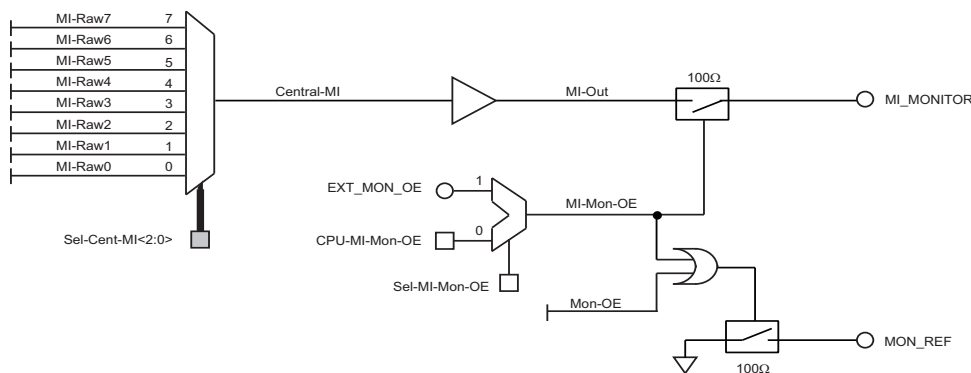 MI-Raw7 7
MI-Raw6 6
MI-Raw5 5
MI-Raw4 4
MI-Raw3 3
MI-Raw2 2
MI-Raw1 1
MI-Raw0 0
Sel-Cent-MI<2:0>
Central-MI
MI-Out
100Ω
MI_MONITOR
EXT_MON_OE
1
MI-Mon-OE
CPU-MI-Mon-OE
0
Sel-MI-Mon-OE
Mon-OE
MON_REF
100Ω